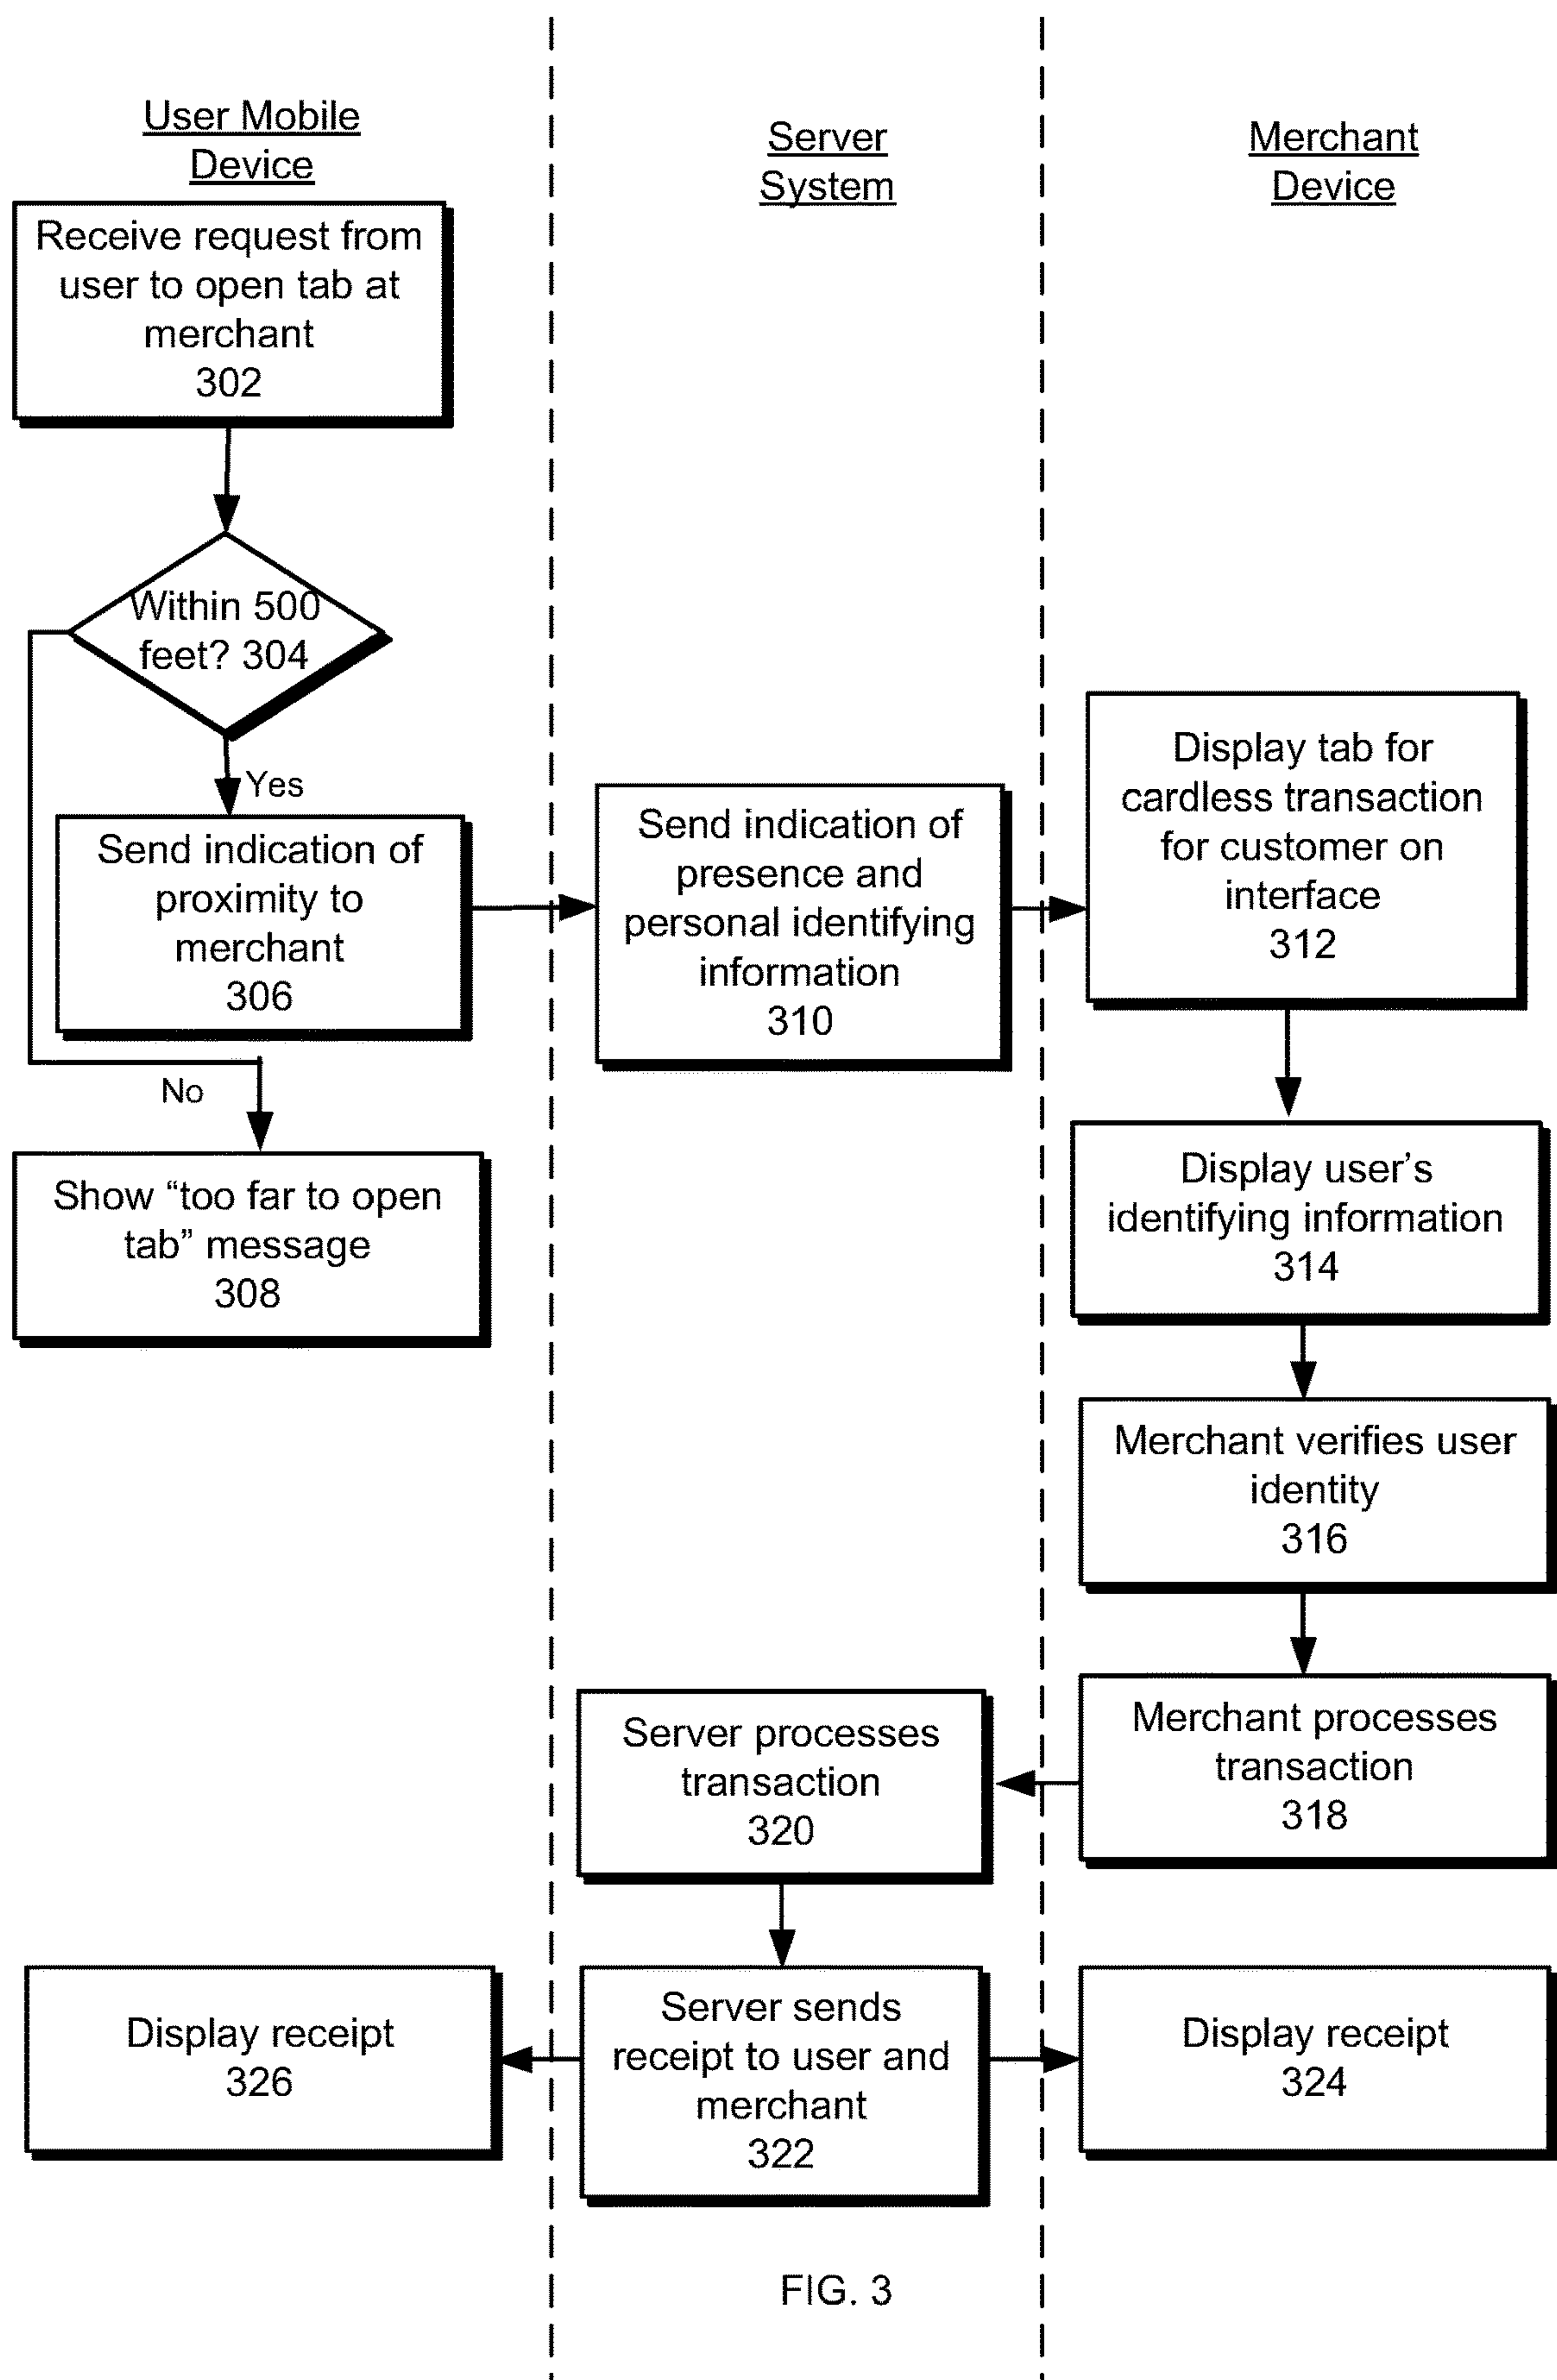 User Mobile
Device
Server
System
Merchant
Device
Receive request from
user to open tab at
merchant
302
Within 500
feet? 304
Yes
Send indication of
proximity to
merchant
306
No
Show “too far to open
tab” message
308
Send indication of
presence and
personal identifying
information
310
Display tab for
cardless transaction
for customer on
interface
312
Display user’s
identifying information
314
Merchant verifies user
identity
316
Merchant processes
transaction
318
Server processes
transaction
320
Server sends
receipt to user and
merchant
322
Display receipt
326
Display receipt
324
FIG. 3